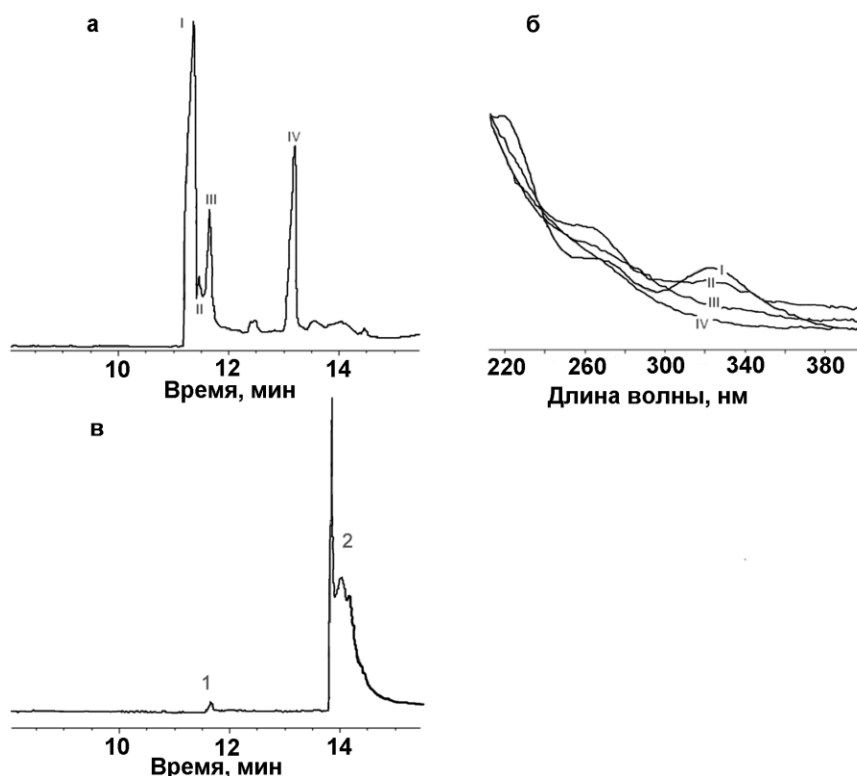 а
I
III
II
IV
10 12 14
Время, мин
б
I
II
III
IV
220 260 300 340 380
Длина волны, нм
в
1
2
10 12 14
Время, мин